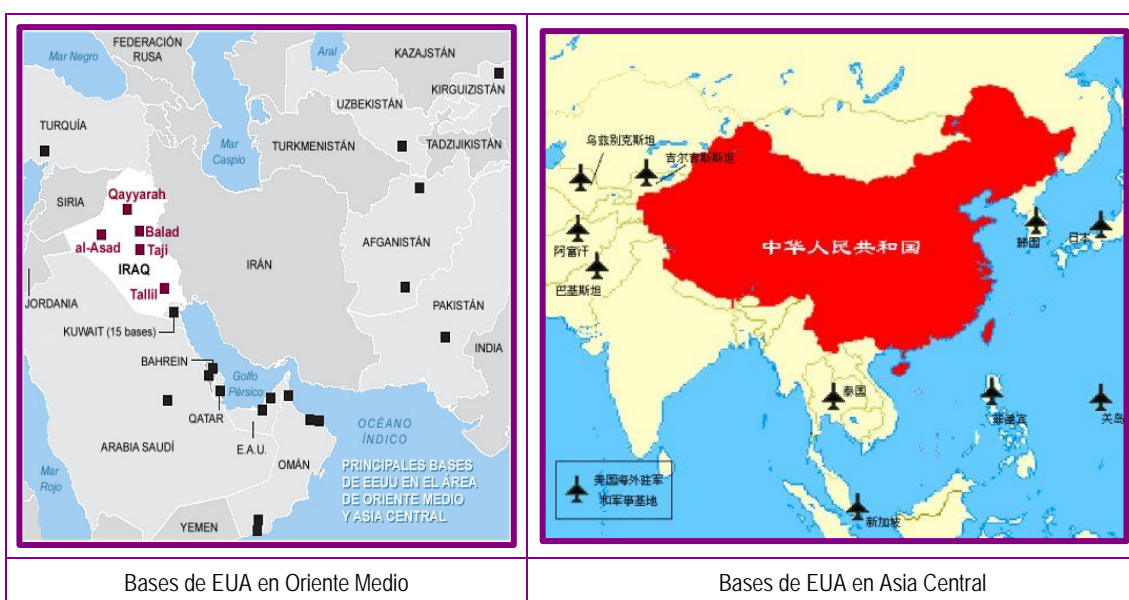 FEDERACIÓN
RUSA
Mar Negro
Aral
KAZAJSTÁN
KIRGUIZISTÁN
UZBEKISTÁN
TURQUÍA
Mar
Caspio
TURKMENISTÁN
TADZIJIKISTÁN
SIRIA
Qayyarah
Balad
al-Asad
Taji
AFGANISTÁN
IRAQ
IRÁN
Tallil
JORDANIA
PAKISTÁN
KUWAIT (15 bases)
INDIA
BAHREIN
Golfo
Pérsico
QATAR
OCÉANO
ÍNDICO
ARABIA SAUDÍ
E.A.U.
OMÁN
PRINCIPALES BASES
DE EEUU EN EL ÁREA
DE ORIENTE MEDIO
Y ASIA CENTRAL
Mar
Rojo
YEMEN
乌兹别克斯坦
吉尔吉斯斯坦
阿富汗
巴基斯坦
中华人民共和国
韩国
日本
泰国
菲律宾
关岛
美国海外驻军
和军事基地
新加坡
Bases de EUA en Oriente Medio
Bases de EUA en Asia Central